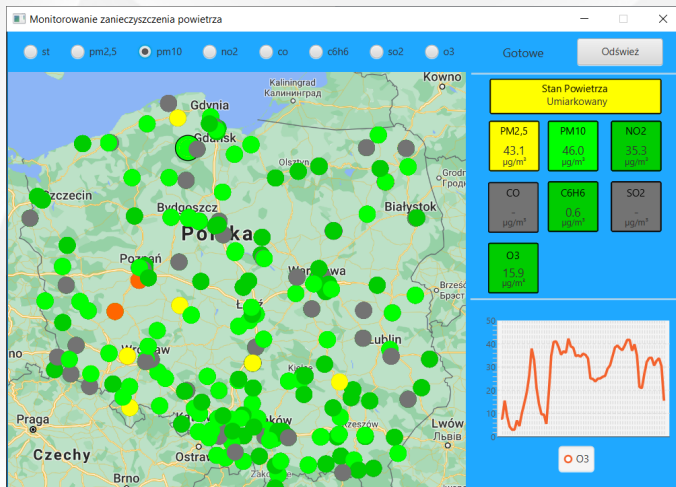 Monitorowanie zanieczyszczenia powietrza
st pm2,5 pm10 no2 co c6h6 so2 o3 Gotowe Odśwież
Kaliningrad
Калининград
Kowno
Gdynia
Gdańsk
Olsztyn
Szczecin
Bydgoszcz
Białystok
Polska
Poznań
Warszawa
Łódź
Wrocław
Lublin
Kielce
Praga
Kraków
Rzeszów
Lwów
Львів
Czechy
Ostrawa
Brno
Stan Powietrza
Umiarkowany
PM2,5
43.1
µg/m³
PM10
46.0
µg/m³
NO2
35.3
µg/m³
CO
-
µg/m³
C6H6
0.6
µg/m³
SO2
-
µg/m³
O3
15.9
µg/m³
50
40
30
20
10
0
O3